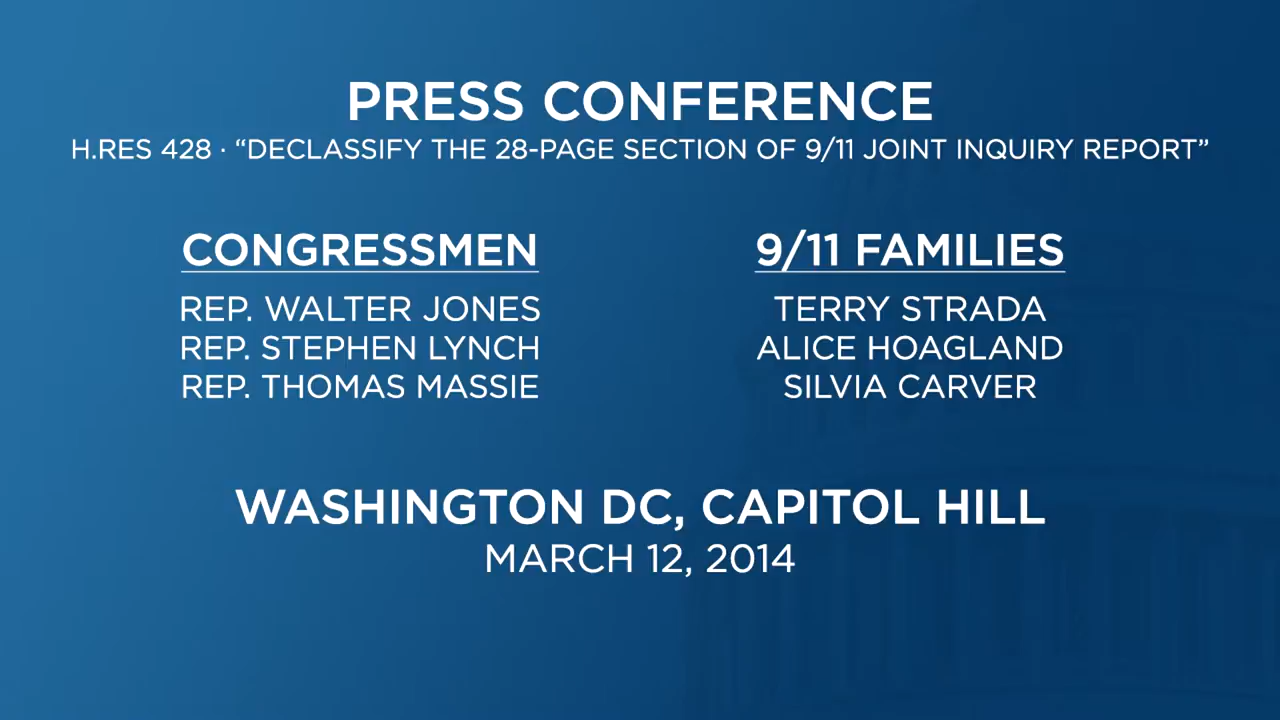 PRESS CONFERENCE
H.RES 428 · “DECLASSIFY THE 28-PAGE SECTION OF 9/11 JOINT INQUIRY REPORT”
CONGRESSMEN
REP. WALTER JONES
REP. STEPHEN LYNCH
REP. THOMAS MASSIE
9/11 FAMILIES
TERRY STRADA
ALICE HOAGLAND
SILVIA CARVER
WASHINGTON DC, CAPITOL HILL
MARCH 12, 2014